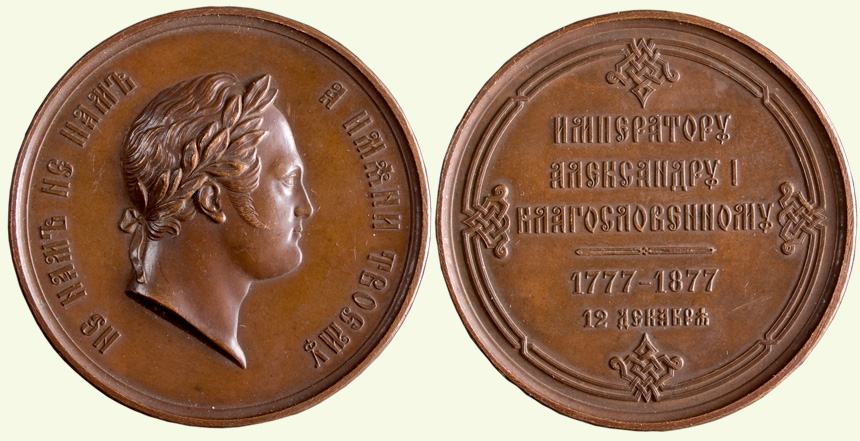 НЕ НАМЪ НЕ НАМЪ
А ИМЯНИ ТВОЕМУ
ИМПЕРАТОРУ
АЛЕКСАНДРУ I
БЛАГОСЛОВЕННОМУ
1777-1877
12 ДЕКАБРЯ